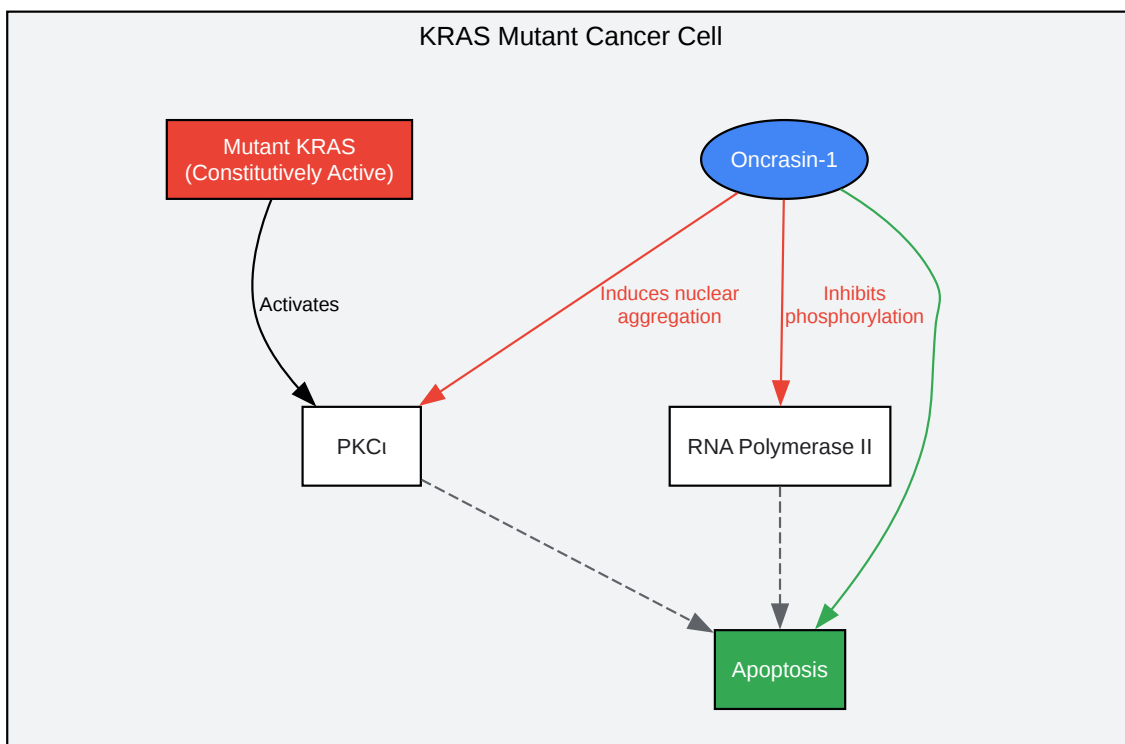 KRAS Mutant Cancer Cell
Mutant KRAS
(Constitutively Active)
Oncrasin-1
Activates
Induces nuclear
aggregation
Inhibits
phosphorylation
PKCι
RNA Polymerase II
Apoptosis